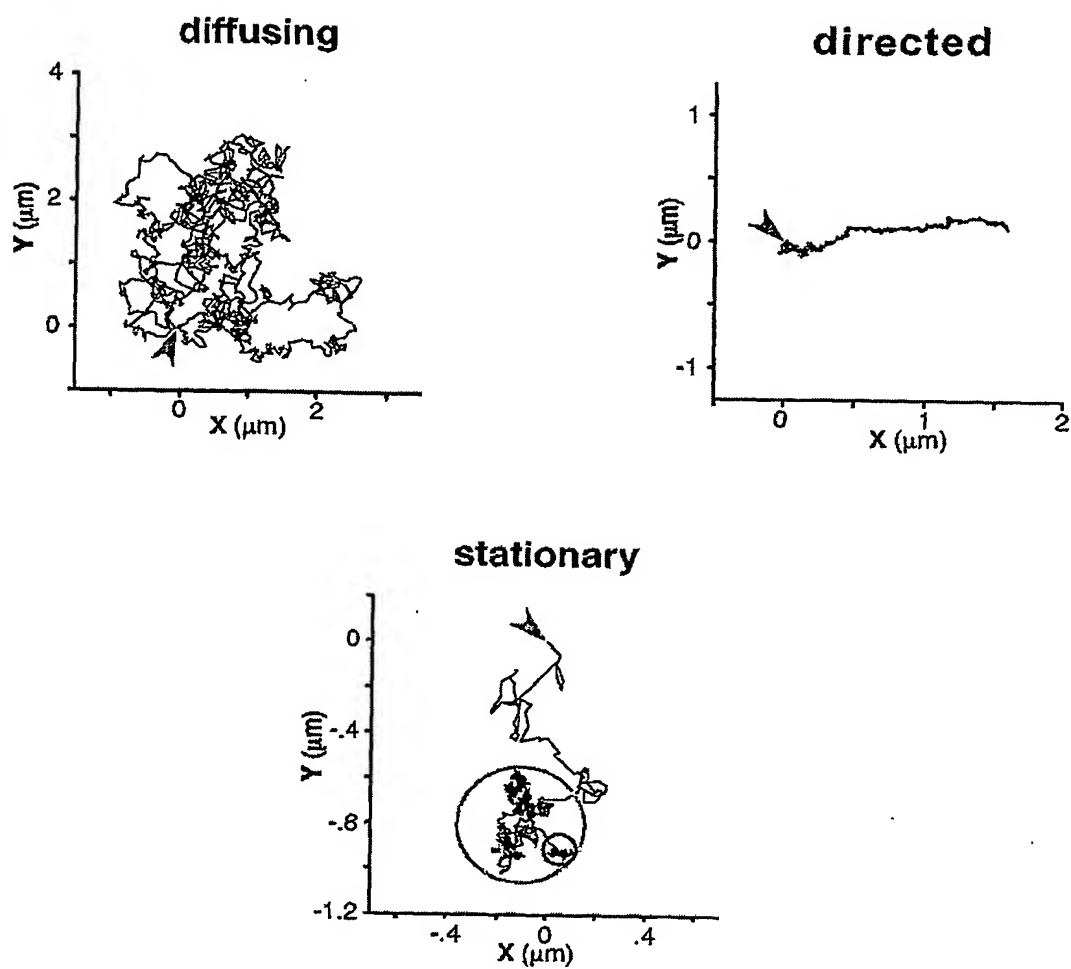 diffusing
4
2
0
Y (μm)
0 2
X (μm)
directed
1
0
-1
Y (μm)
0 1 2
X (μm)
stationary
0
-.4
-.8
-1.2
Y (μm)
-.4 0 .4
X (μm)